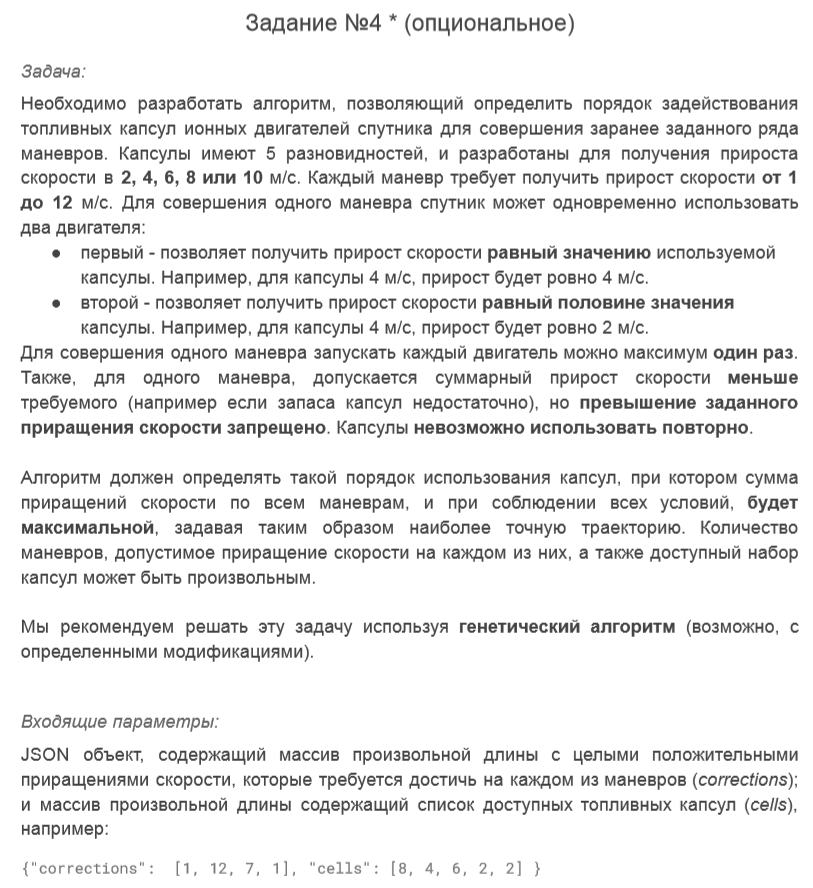 Задание №4 * (опциональное)
Задача:
Необходимо разработать алгоритм, позволяющий определить порядок задействования
топливных капсул ионных двигателей спутника для совершения заранее заданного ряда
маневров. Капсулы имеют 5 разновидностей, и разработаны для получения прироста
скорости в 2, 4, 6, 8 или 10 м/с. Каждый маневр требует получить прирост скорости от 1
до 12 м/с. Для совершения одного маневра спутник может одновременно использовать
два двигателя:
● первый - позволяет получить прирост скорости равный значению используемой
капсулы. Например, для капсулы 4 м/с, прирост будет ровно 4 м/с.
● второй - позволяет получить прирост скорости равный половине значения
капсулы. Например, для капсулы 4 м/с, прирост будет ровно 2 м/с.
Для совершения одного маневра запускать каждый двигатель можно максимум один раз.
Также, для одного маневра, допускается суммарный прирост скорости меньше
требуемого (например если запаса капсул недостаточно), но превышение заданного
приращения скорости запрещено. Капсулы невозможно использовать повторно.
Алгоритм должен определять такой порядок использования капсул, при котором сумма
приращений скорости по всем маневрам, и при соблюдении всех условий, будет
максимальной, задавая таким образом наиболее точную траекторию. Количество
маневров, допустимое приращение скорости на каждом из них, а также доступный набор
капсул может быть произвольным.
Мы рекомендуем решать эту задачу используя генетический алгоритм (возможно, с
определенными модификациями).
Входящие параметры:
JSON объект, содержащий массив произвольной длины с целыми положительными
приращениями скорости, которые требуется достичь на каждом из маневров (corrections);
и массив произвольной длины содержащий список доступных топливных капсул (cells),
например:
{"corrections": [1, 12, 7, 1], "cells": [8, 4, 6, 2, 2] }